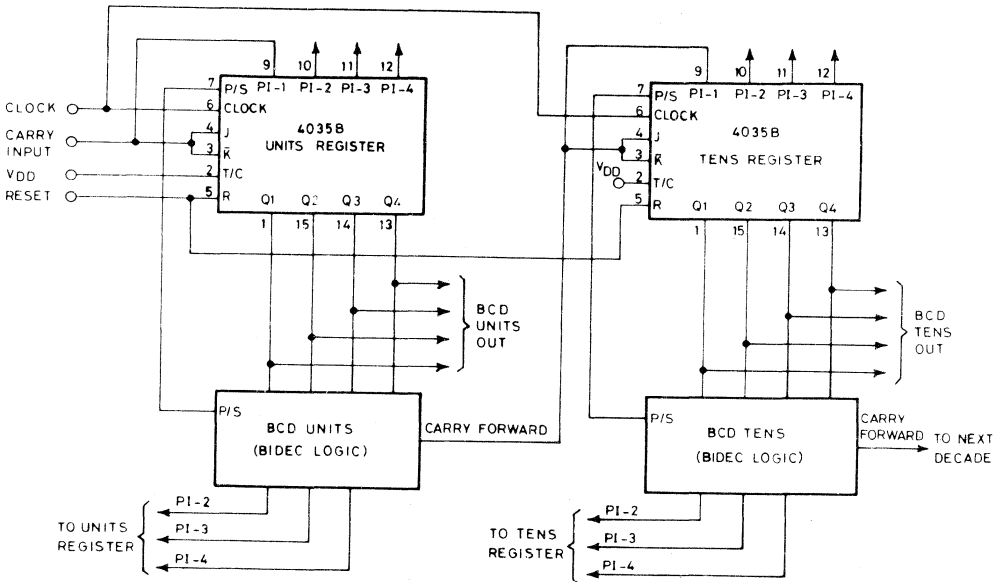 9 10 11 12
7 P/S PI-1 PI-2 PI-3 PI-4
CLOCK 6 CLOCK
CARRY INPUT
4 J
3 K̅
4035B
UNITS REGISTER
VDD 2 T/C
RESET 5 R
Q1 Q2 Q3 Q4
1 15 14 13
BCD
UNITS
OUT
P/S
BCD UNITS
(BIDEC LOGIC)
CARRY FORWARD
PI-2
PI-3
PI-4
TO UNITS
REGISTER
9 10 11 12
7 P/S PI-1 PI-2 PI-3 PI-4
6 CLOCK
4 J
3 K̅
4035B
TENS REGISTER
VDD
2 T/C
5 R
Q1 Q2 Q3 Q4
1 15 14 13
BCD
TENS
OUT
P/S
BCD TENS
(BIDEC LOGIC)
CARRY
FORWARD
TO NEXT
DECADE
PI-2
PI-3
PI-4
TO TENS
REGISTER